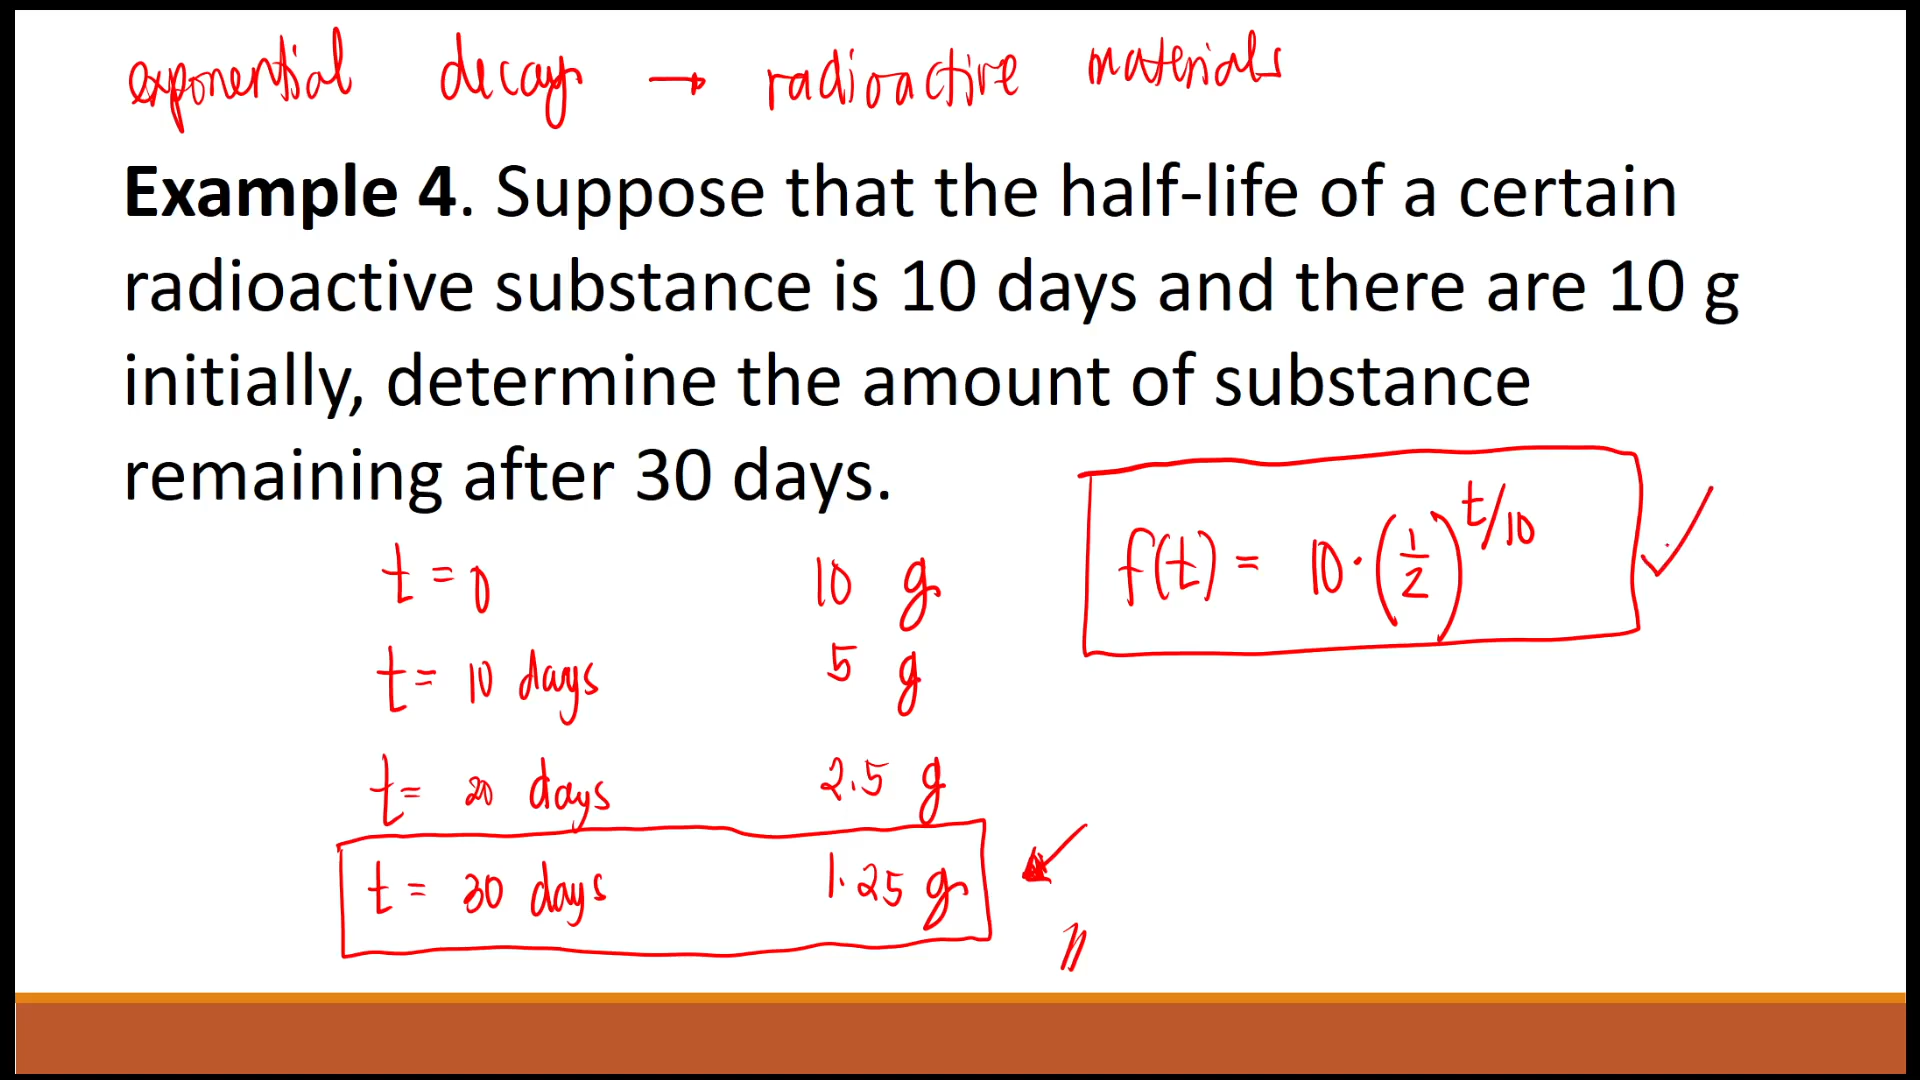 exponential decay → radioactive materials
Example 4. Suppose that the half-life of a certain
radioactive substance is 10 days and there are 10 g
initially, determine the amount of substance
remaining after 30 days.
f(t) = 10·(1/2)^t/10
t = 0 10 g
t = 10 days 5 g
t = 20 days 2.5 g
t = 30 days 1.25 g